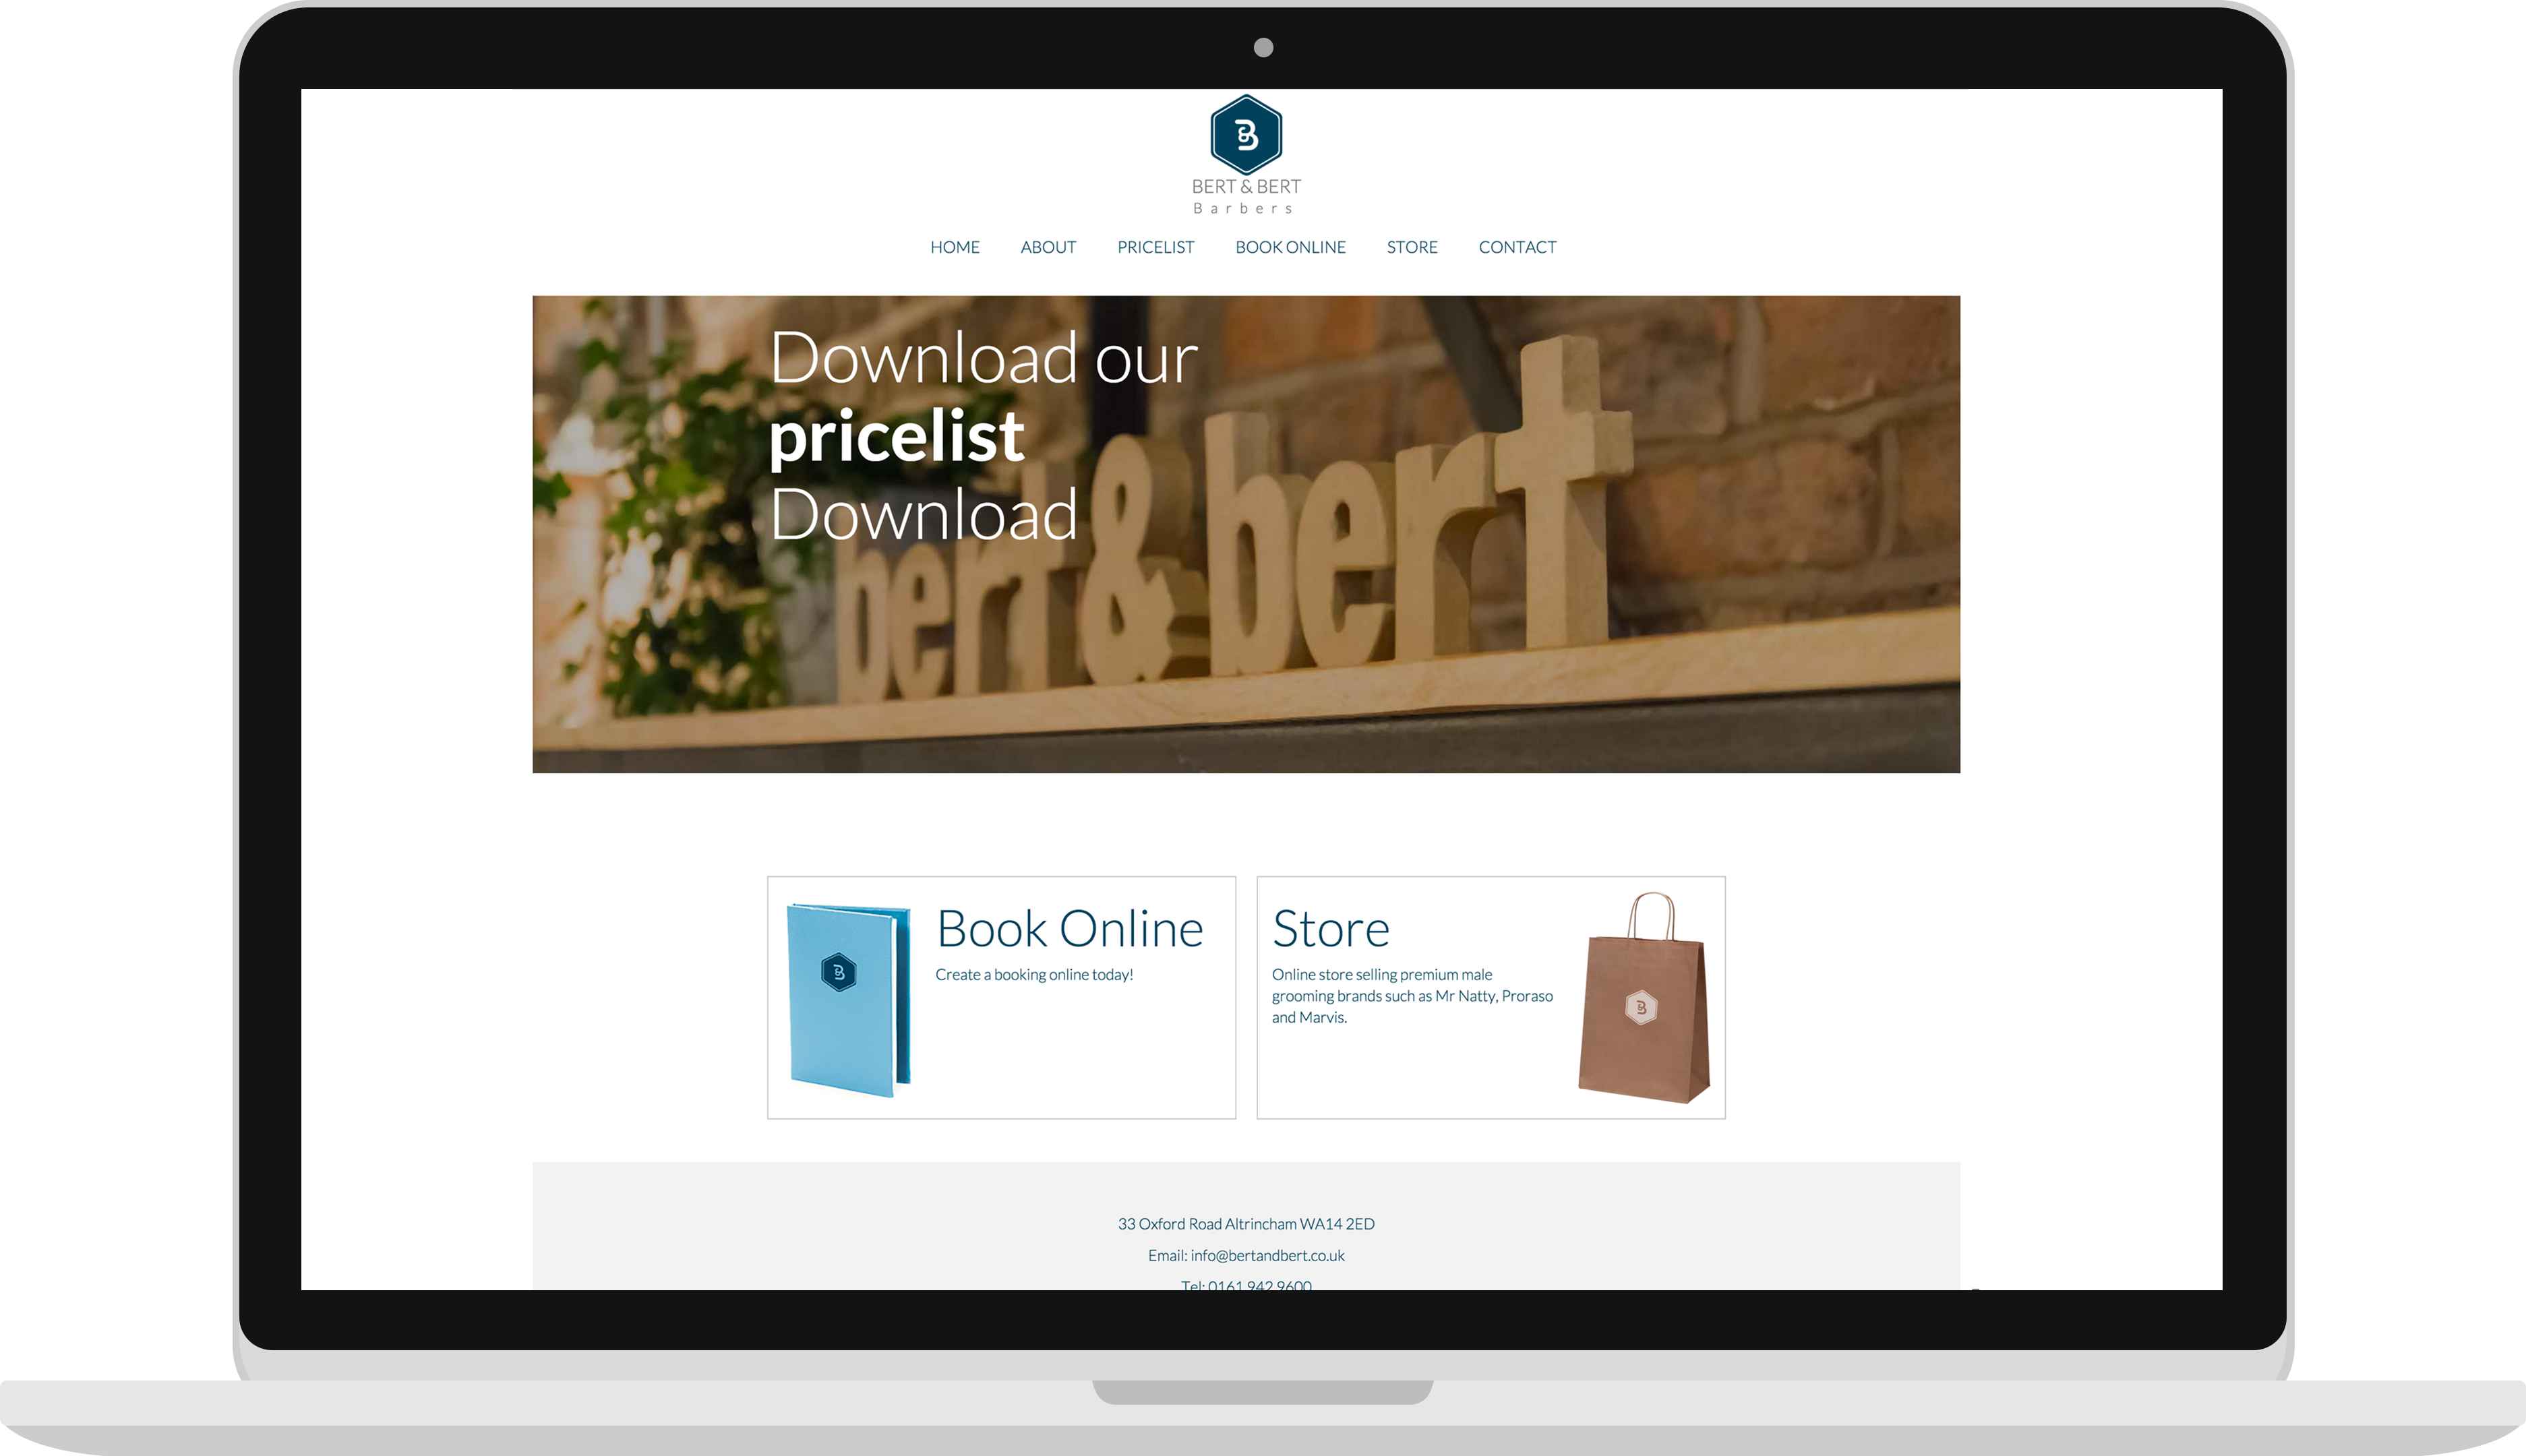 BERT & BERT
Barbers
HOME ABOUT PRICELIST BOOK ONLINE STORE CONTACT
Download our
pricelist
Download
bert & bert
Book Online
Create a booking online today!
Store
Online store selling premium male
grooming brands such as Mr Natty, Proraso
and Marvis.
33 Oxford Road Altrincham WA14 2ED
Email: info@bertandbert.co.uk
Tel: 0161 942 9600